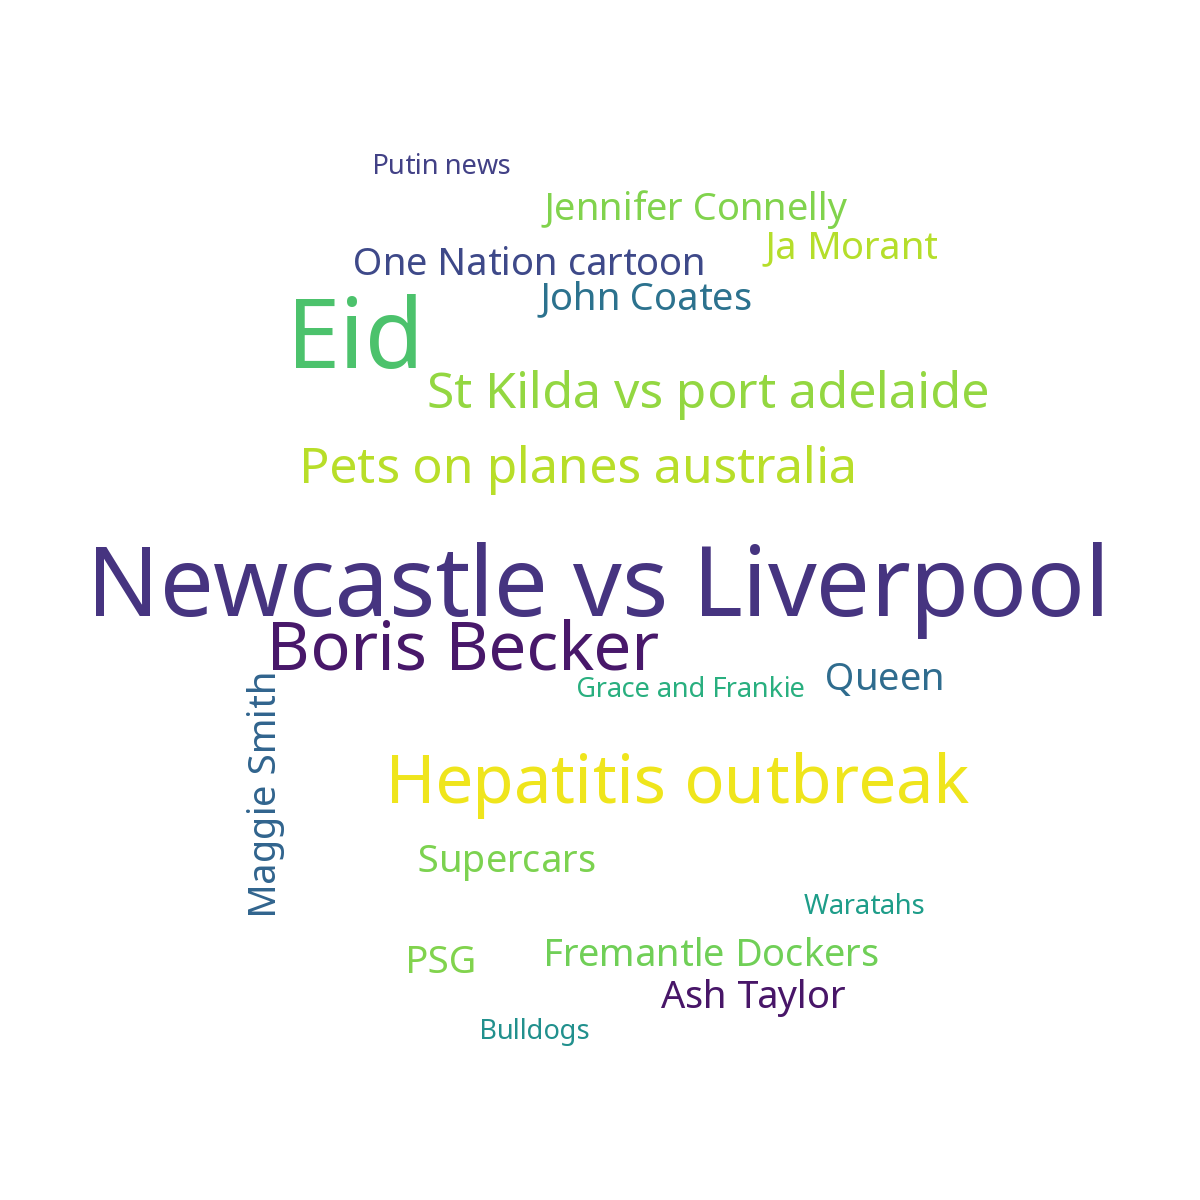 Putin news
Jennifer Connelly
Ja Morant
One Nation cartoon
John Coates
Eid
St Kilda vs port adelaide
Pets on planes australia
Newcastle vs Liverpool
Boris Becker
Queen
Grace and Frankie
Maggie Smith
Hepatitis outbreak
Supercars
Waratahs
Fremantle Dockers
PSG
Ash Taylor
Bulldogs